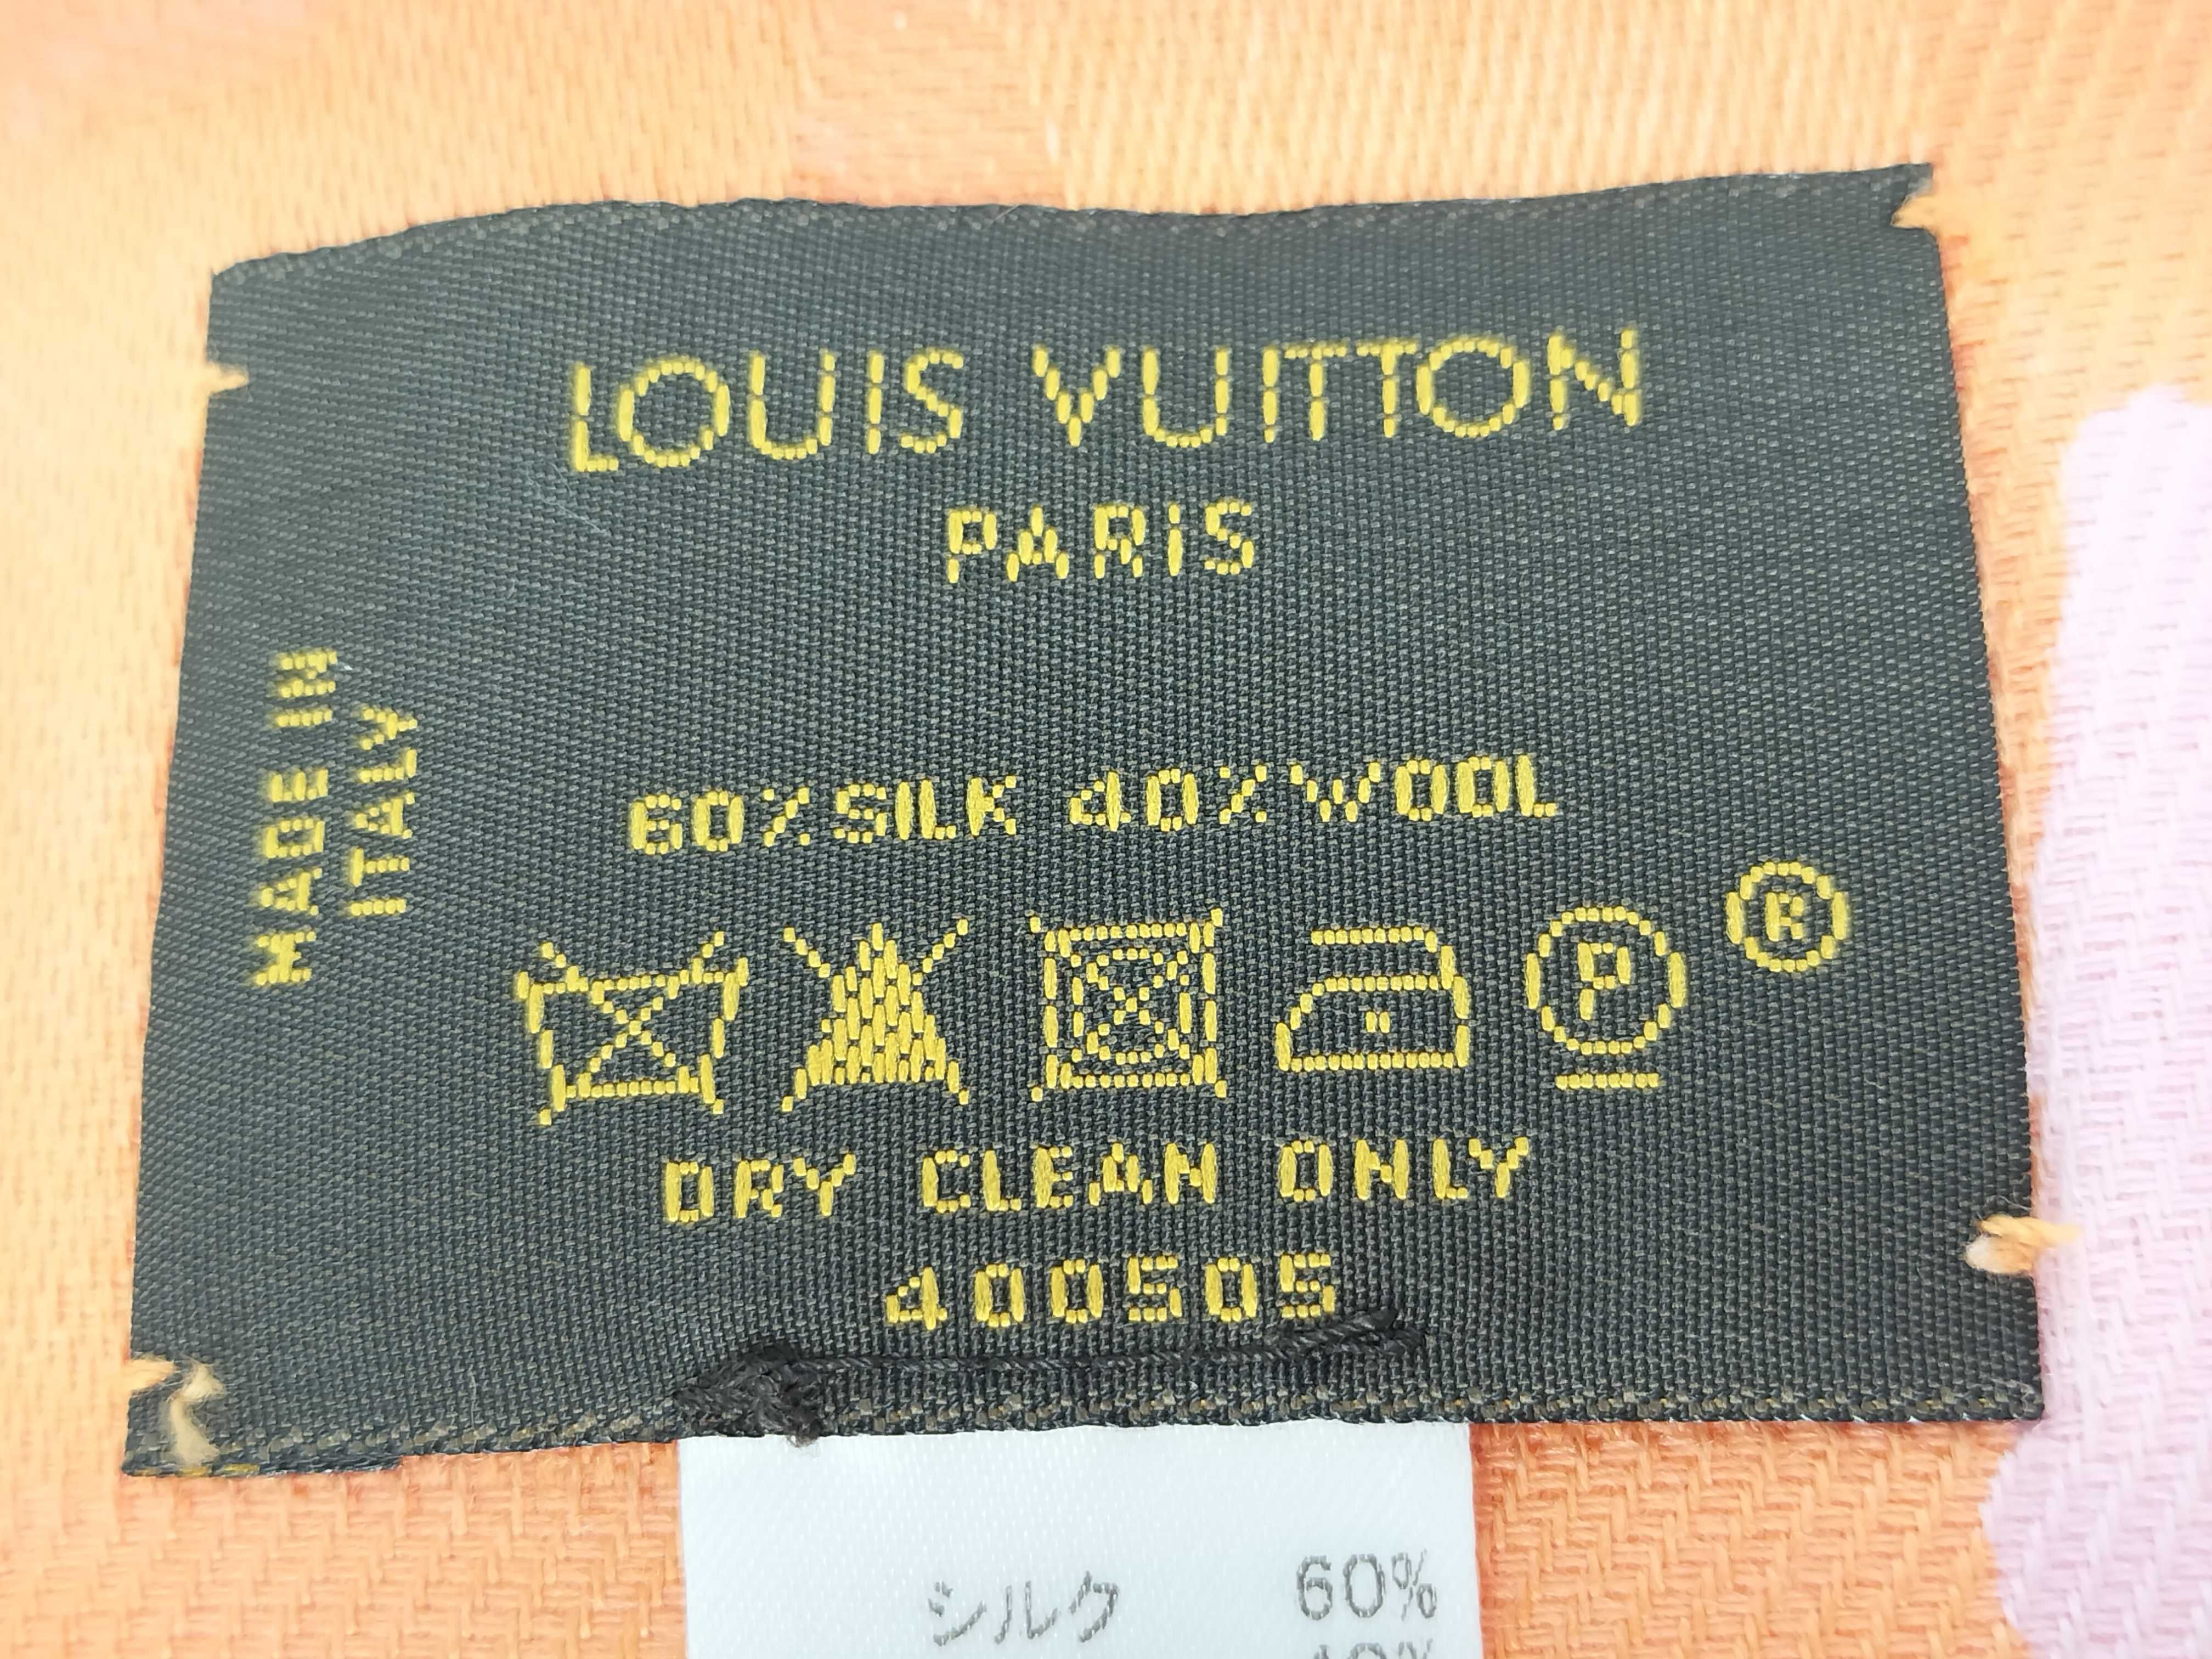 LOUIS VUITTON
PARIS
MADE IN
ITALY
60% SILK 40% WOOL
P
®
DRY CLEAN ONLY
400505
シルク 60%